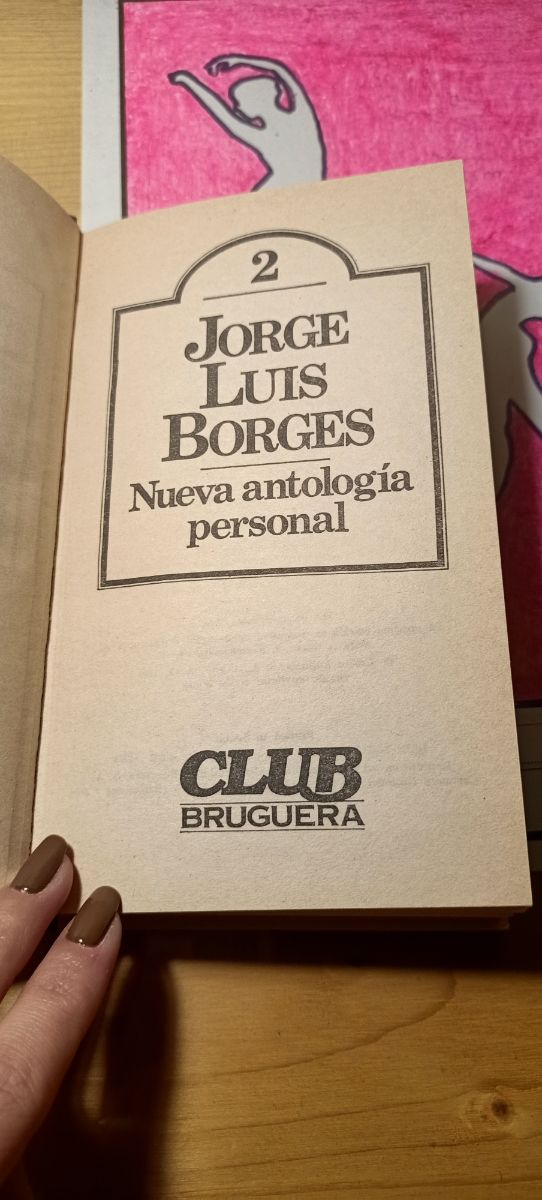 2
JORGE
LUIS
BORGES
Nueva antología
personal
CLUB
BRUGUERA